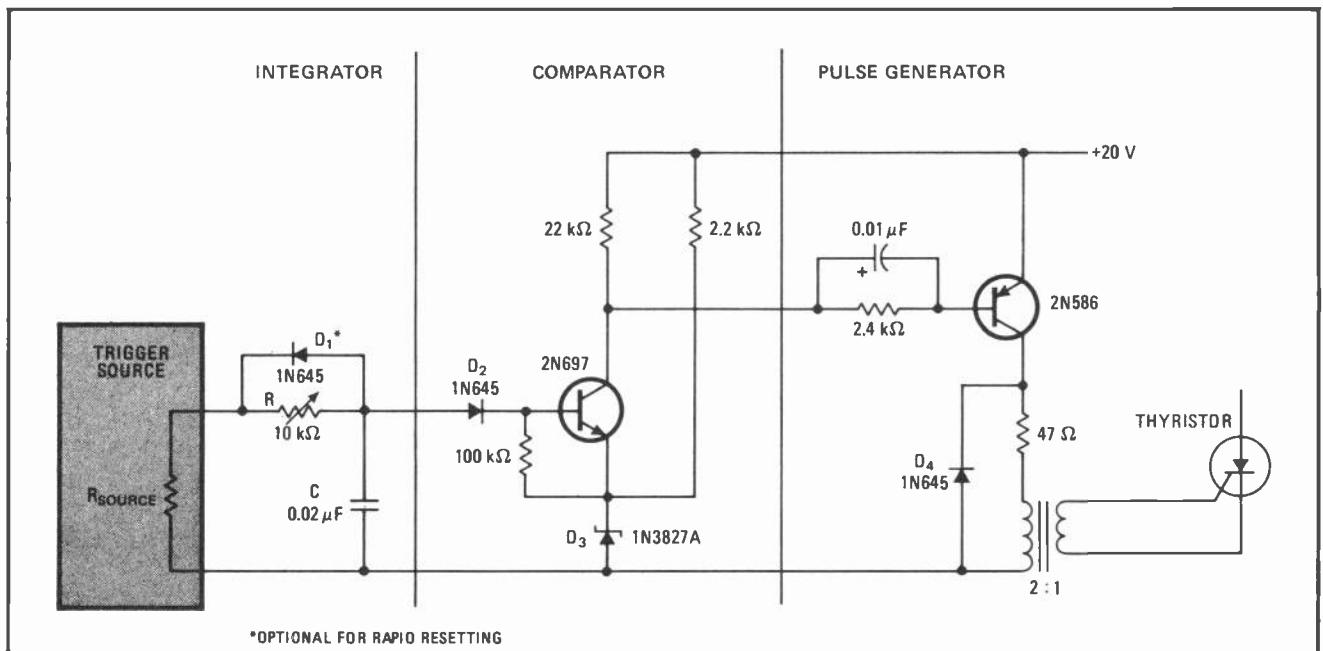 INTEGRATOR
COMPARATOR
PULSE GENERATOR
+20 V
22 kΩ
2.2 kΩ
0.01 µF
+
2N586
2.4 kΩ
TRIGGER
SOURCE
D1*
1N645
R
10 kΩ
D2
1N645
2N697
THYRISTOR
47 Ω
100 kΩ
D4
1N645
RSOURCE
C
0.02 µF
D3
1N3827A
2 : 1
*OPTIONAL FOR RAPIO RESETTING